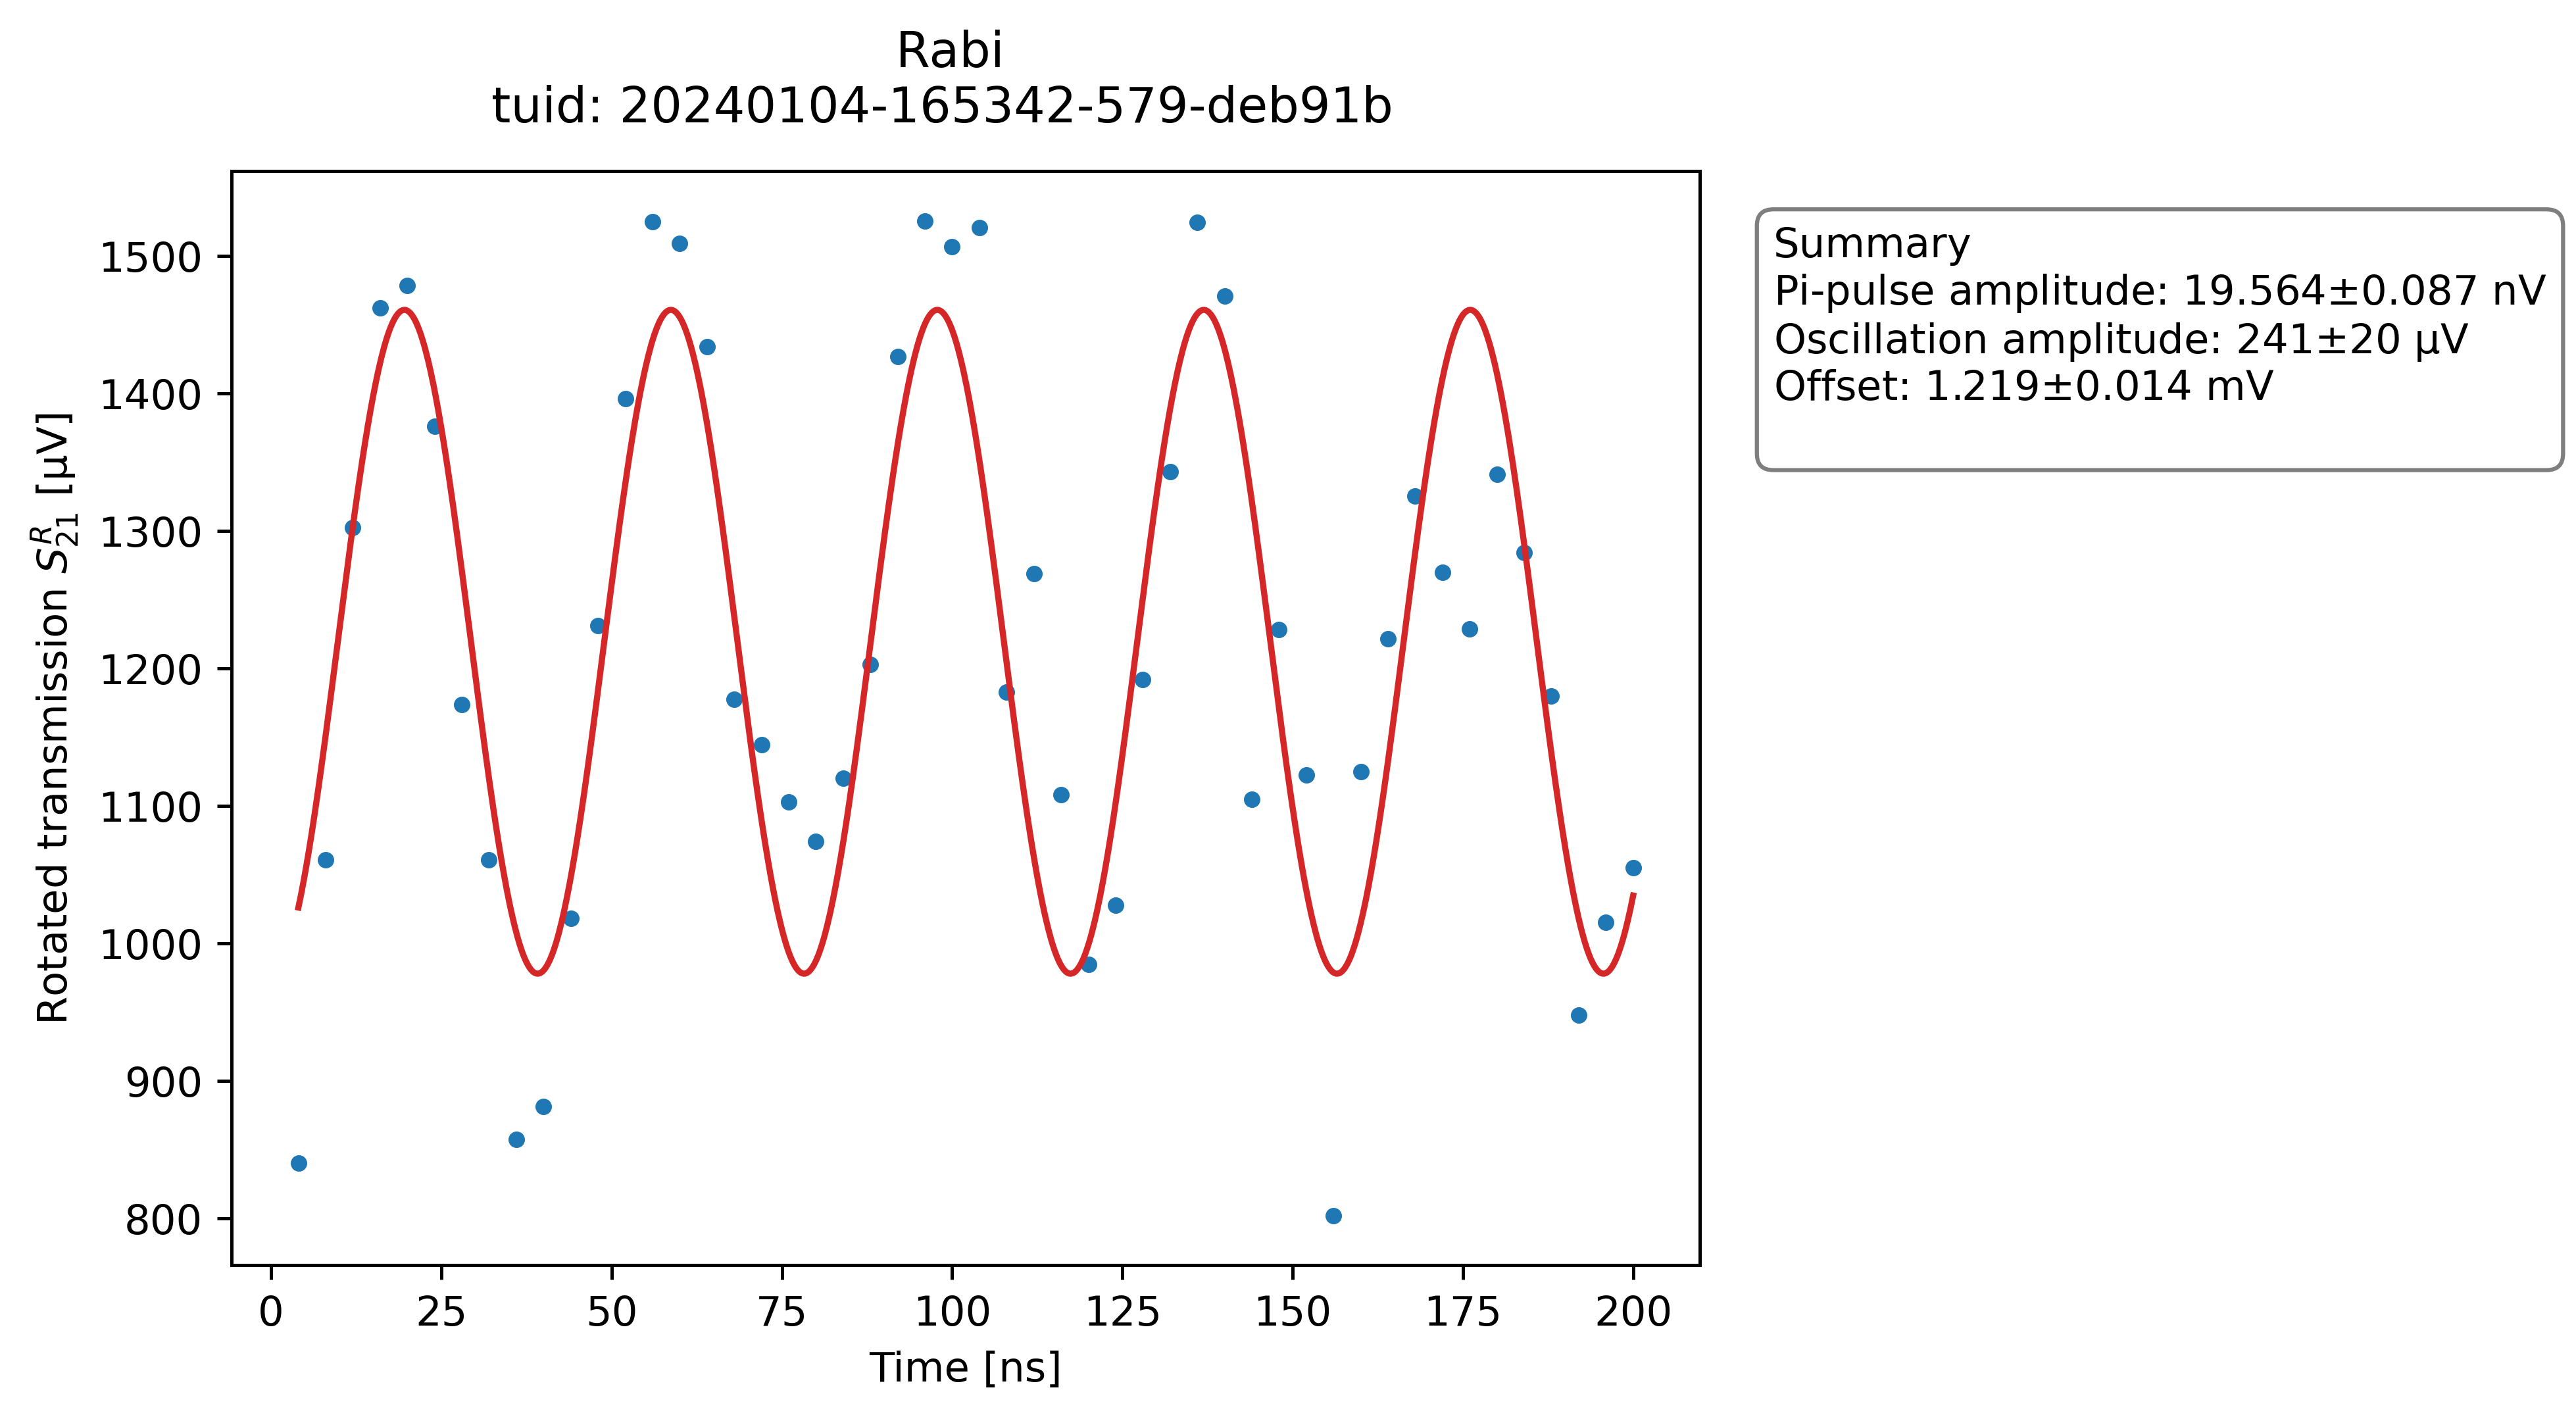 Rabi
tuid: 20240104-165342-579-deb91b
Rotated transmission $S_{21}^{R}$ [µV]
1500
1400
1300
1200
1100
1000
900
800
0 25 50 75 100 125 150 175 200
Time [ns]
Summary
Pi-pulse amplitude: 19.564±0.087 nV
Oscillation amplitude: 241±20 µV
Offset: 1.219±0.014 mV